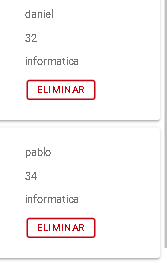 daniel
32
informatica
ELIMINAR
pablo
34
informatica
ELIMINAR